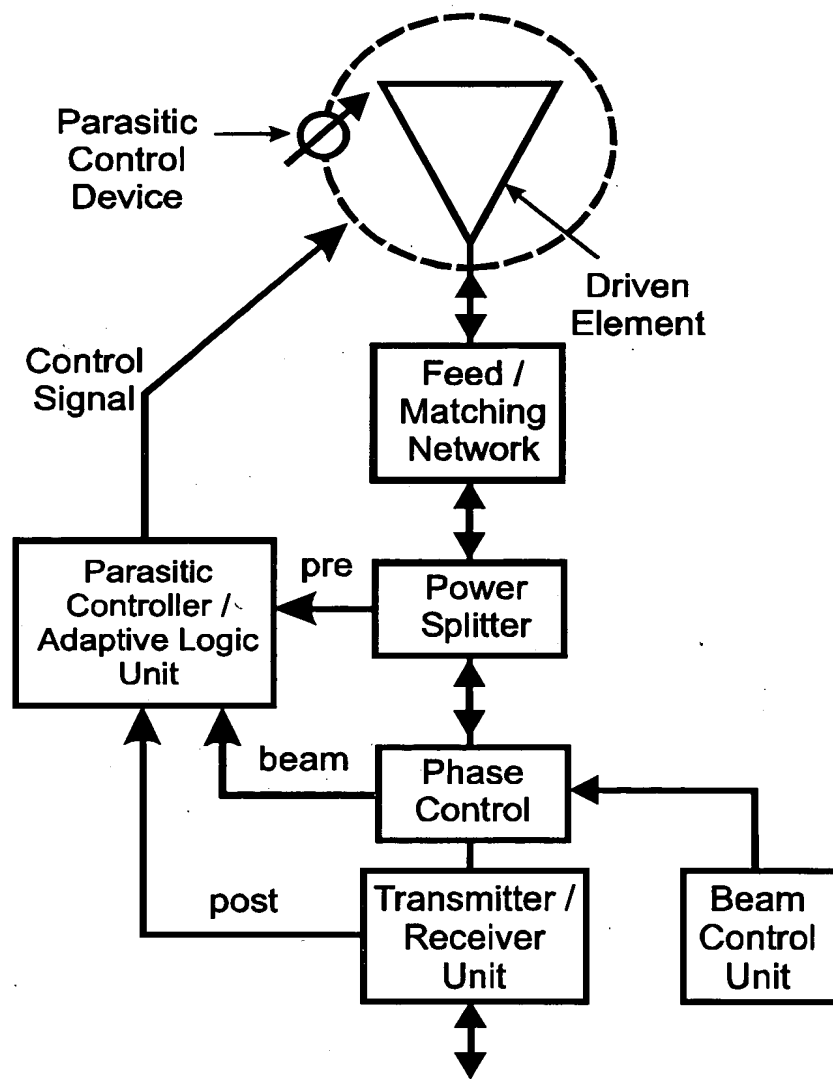 Parasitic
Control
Device
Driven
Element
Control
Signal
Feed /
Matching
Network
Parasitic
Controller /
Adaptive Logic
Unit
pre
Power
Splitter
beam
Phase
Control
post
Transmitter /
Receiver
Unit
Beam
Control
Unit